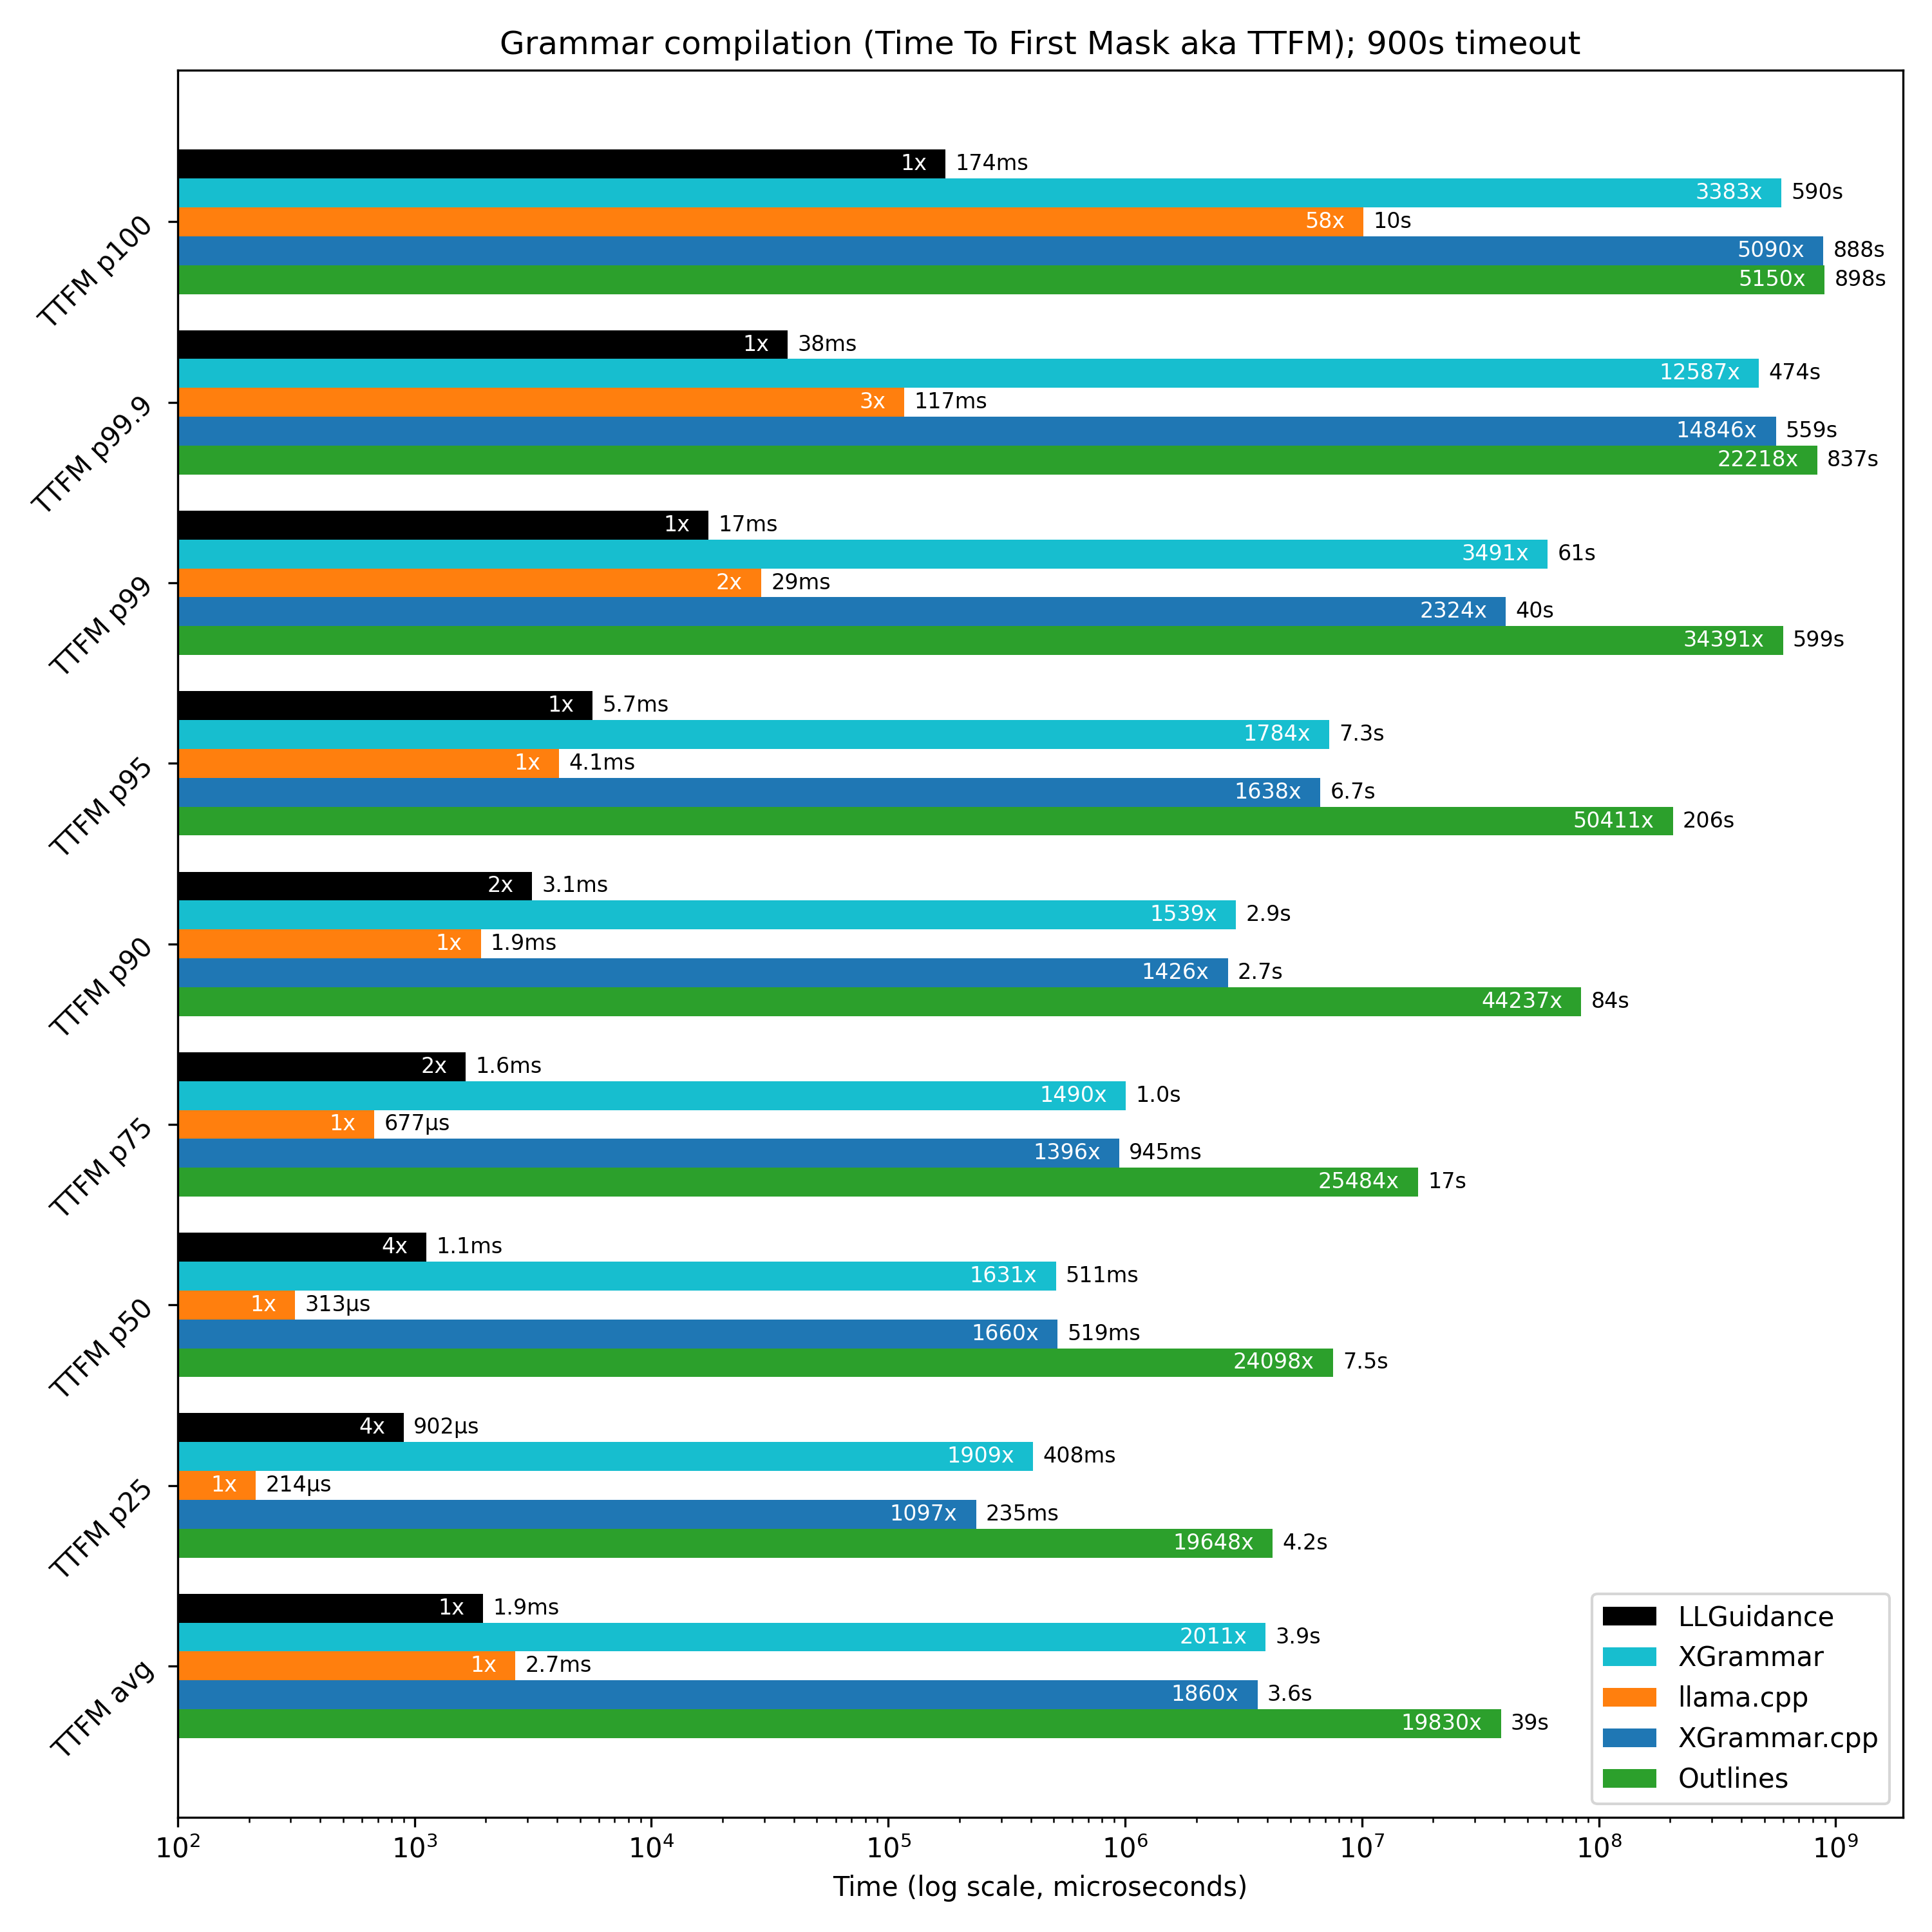 Grammar compilation (Time To First Mask aka TTFM); 900s timeout
TTFM p100
1x 174ms
3383x 590s
58x 10s
5090x 888s
5150x 898s
TTFM p99.9
1x 38ms
12587x 474s
3x 117ms
14846x 559s
22218x 837s
TTFM p99
1x 17ms
3491x 61s
2x 29ms
2324x 40s
34391x 599s
TTFM p95
1x 5.7ms
1784x 7.3s
1x 4.1ms
1638x 6.7s
50411x 206s
TTFM p90
2x 3.1ms
1539x 2.9s
1x 1.9ms
1426x 2.7s
44237x 84s
TTFM p75
2x 1.6ms
1490x 1.0s
1x 677µs
1396x 945ms
25484x 17s
TTFM p50
4x 1.1ms
1631x 511ms
1x 313µs
1660x 519ms
24098x 7.5s
TTFM p25
4x 902µs
1909x 408ms
1x 214µs
1097x 235ms
19648x 4.2s
TTFM avg
1x 1.9ms
2011x 3.9s
1x 2.7ms
1860x 3.6s
19830x 39s
LLGuidance
XGrammar
llama.cpp
XGrammar.cpp
Outlines
10² 10³ 10⁴ 10⁵ 10⁶ 10⁷ 10⁸ 10⁹
Time (log scale, microseconds)